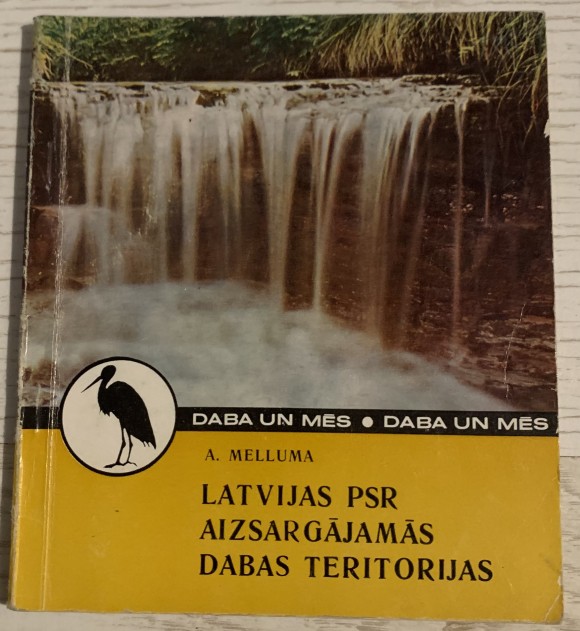 DABA UN MĒS ● DABA UN MĒS
A. MELLUMA
LATVIJAS PSR
AIZSARGĀJAMĀS
DABAS TERITORIJAS